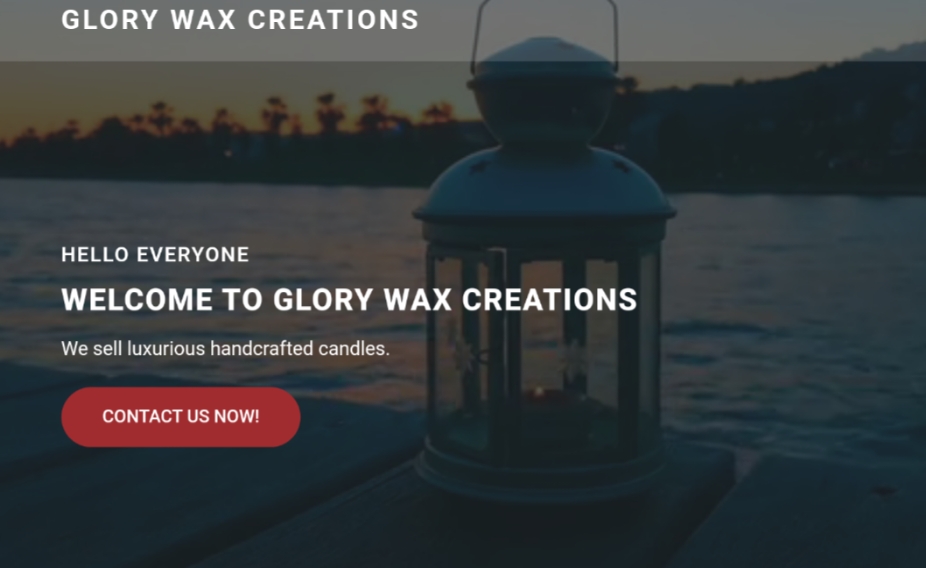 GLORY WAX CREATIONS
HELLO EVERYONE
WELCOME TO GLORY WAX CREATIONS
We sell luxurious handcrafted candles.
CONTACT US NOW!